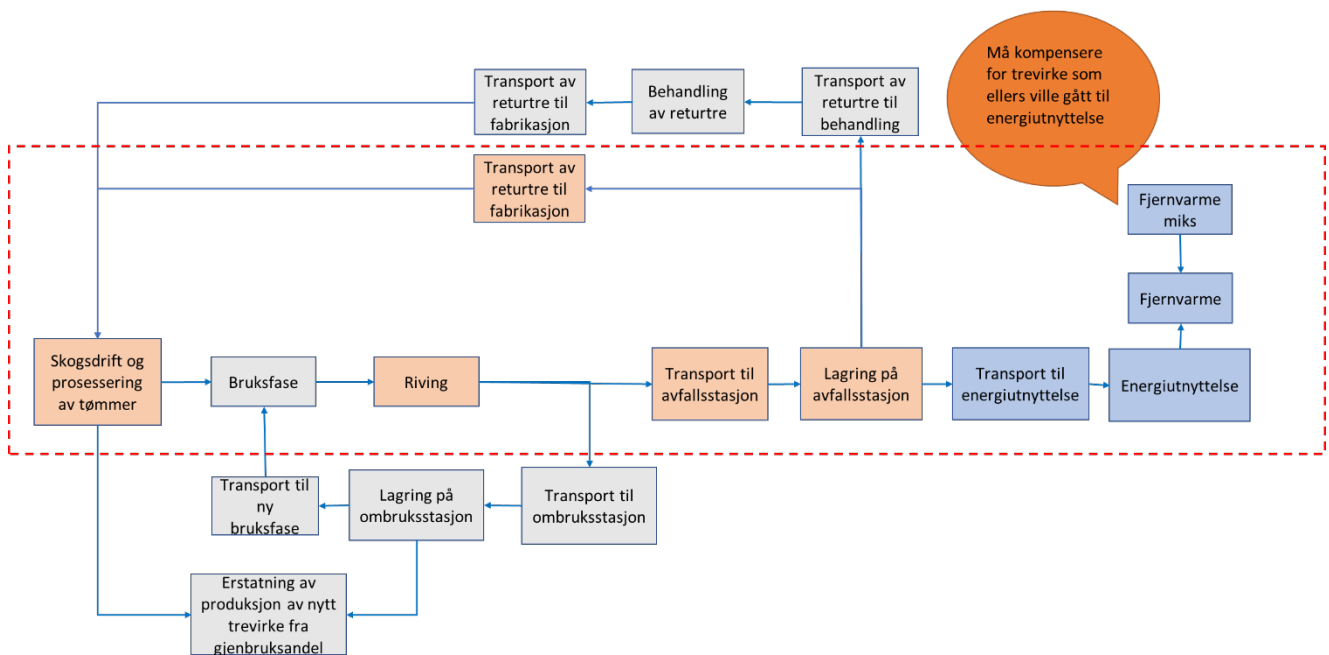 Må kompensere
for trevirke som
ellers ville gått til
energiutnyttelse
Transport av
returtre til
fabrikasjon
Behandling
av returtre
Transport av
returtre til
behandling
Transport av
returtre til
fabrikasjon
Fjernvarme
miks
Fjernvarme
Skogsdrift og
prosessering
av tømmer
Bruksfase
Riving
Transport til
avfallsstasjon
Lagring på
avfallsstasjon
Transport til
energiutnyttelse
Energiutnyttelse
Transport til
ny
bruksfase
Lagring på
ombruksstasjon
Transport til
ombruksstasjon
Erstatning av
produksjon av nytt
trevirke fra
gjenbruksandel